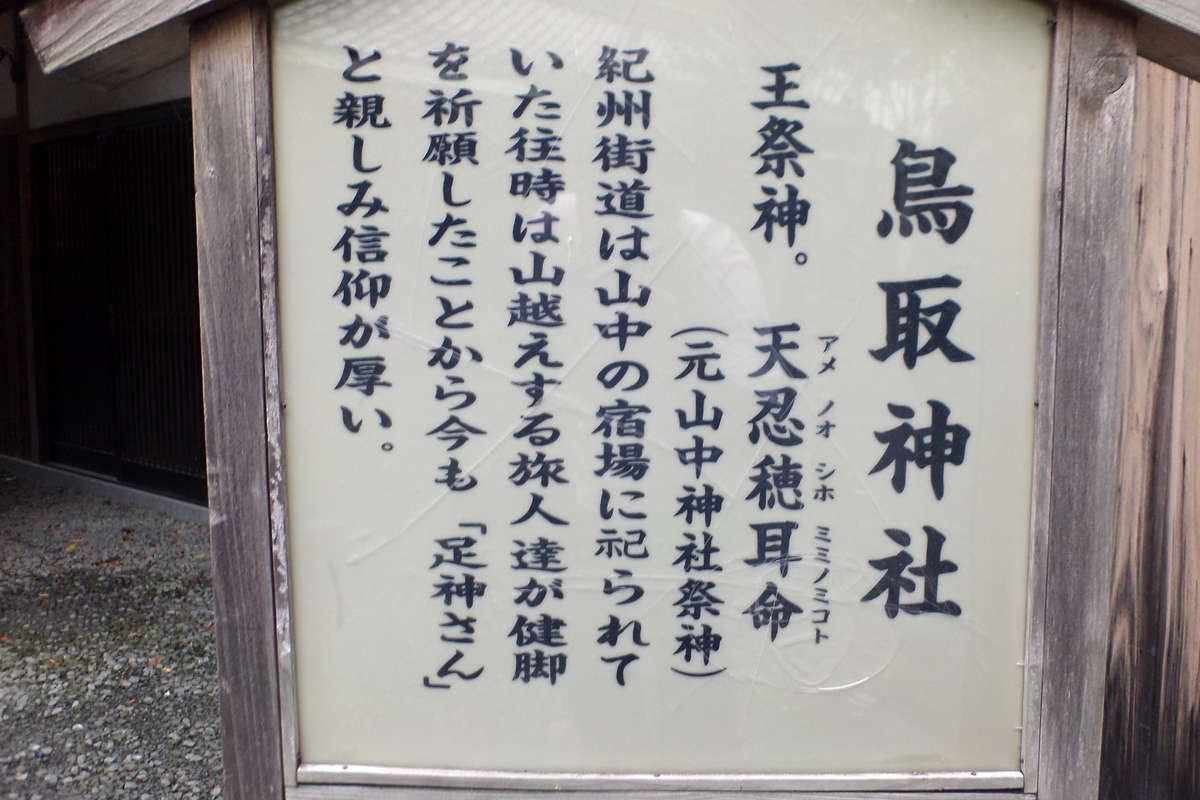 鳥取神社
王祭神。 天忍穂耳命
アメノオシホミミノミコト
(元山中神社祭神)
紀州街道は山中の宿場に祀られて
いた往時は山越えする旅人達が健脚
を祈願したことから今も「足神さん」
と親しみ信仰が厚い。